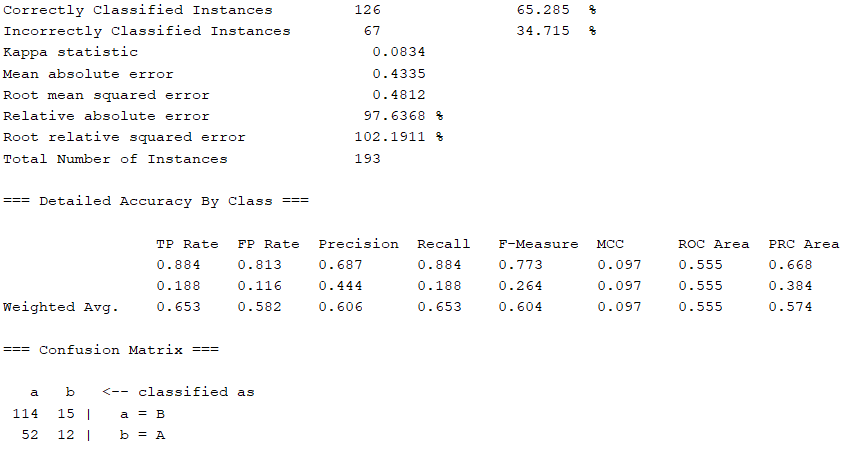 Correctly Classified Instances 126 65.285 %
Incorrectly Classified Instances 67 34.715 %
Kappa statistic 0.0834
Mean absolute error 0.4335
Root mean squared error 0.4812
Relative absolute error 97.6368 %
Root relative squared error 102.1911 %
Total Number of Instances 193
=== Detailed Accuracy By Class ===
TP Rate FP Rate Precision Recall F-Measure MCC ROC Area PRC Area
0.884 0.813 0.687 0.884 0.773 0.097 0.555 0.668
0.188 0.116 0.444 0.188 0.264 0.097 0.555 0.384
Weighted Avg. 0.653 0.582 0.606 0.653 0.604 0.097 0.555 0.574
=== Confusion Matrix ===
a b <-- classified as
114 15 | a = B
52 12 | b = A